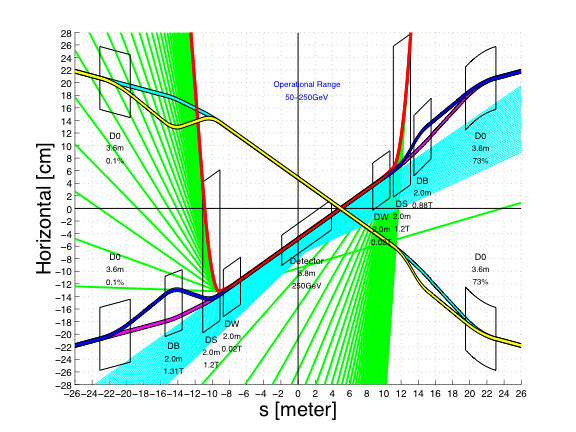 28
26
24
22
20
18
16
14
12
10
8
6
4
2
0
−2
−4
−6
−8
−10
−12
−14
−16
−18
−20
−22
−24
−26
−28
Horizontal [cm]
Operational Range
50−250GeV
D0
3.6m
0.1%
D0
3.6m
73%
DB
2.0m
0.88T
DS
2.0m
1.2T
DW
2.0m
0.02T
Detector
6.8m
250GeV
D0
3.6m
0.1%
D0
3.6m
73%
DW
2.0m
0.02T
DS
2.0m
1.2T
DB
2.0m
1.31T
−26−24−22−20−18−16−14−12−10 −8 −6 −4 −2 0 2 4 6 8 10 12 14 16 18 20 22 24 26
s [meter]